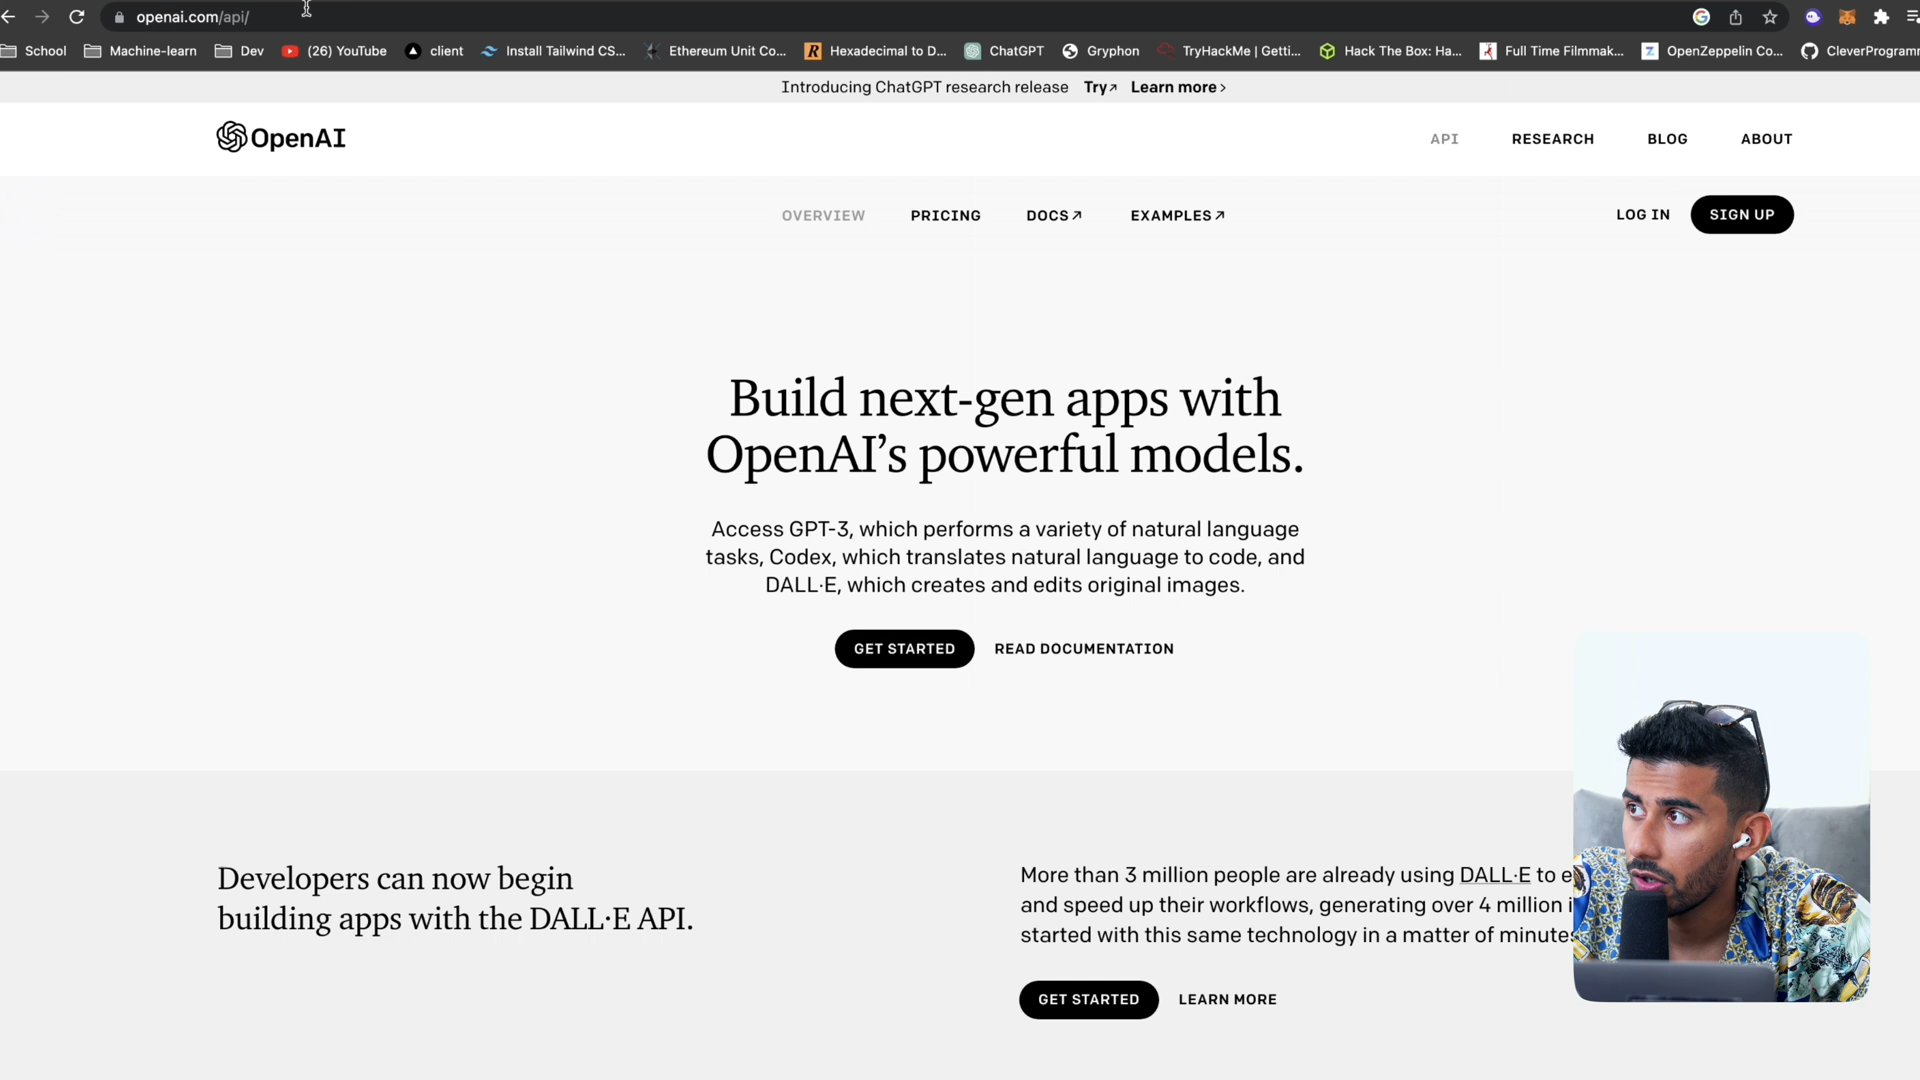 openai.com/api/
School Machine-learn Dev (26) YouTube client Install Tailwind CS... Ethereum Unit Co... Hexadecimal to D... ChatGPT Gryphon TryHackMe | Getti... Hack The Box: Ha... Full Time Filmmak... OpenZeppelin Co... CleverProgramm
Introducing ChatGPT research release Try↗ Learn more ›
OpenAI
API RESEARCH BLOG ABOUT
OVERVIEW PRICING DOCS↗ EXAMPLES↗ LOG IN SIGN UP
Build next-gen apps with
OpenAI’s powerful models.
Access GPT-3, which performs a variety of natural language
tasks, Codex, which translates natural language to code, and
DALL·E, which creates and edits original images.
GET STARTED READ DOCUMENTATION
Developers can now begin
building apps with the DALL·E API.
More than 3 million people are already using DALL·E to e
and speed up their workflows, generating over 4 million i
started with this same technology in a matter of minutes
GET STARTED LEARN MORE